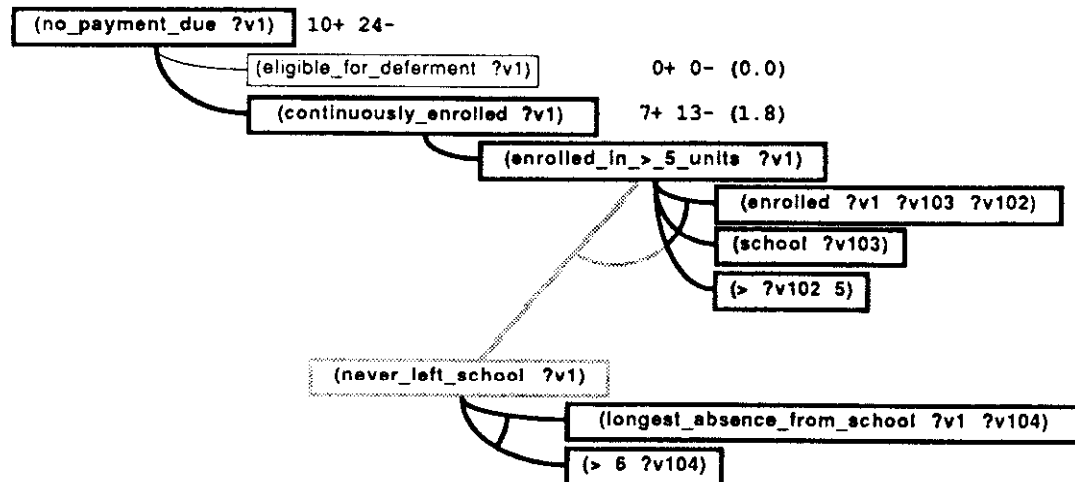 (no_payment_due ?v1) 10+ 24-
(eligible_for_deferment ?v1) 0+ 0- (0.0)
(continuously_enrolled ?v1) 7+ 13- (1.8)
(enrolled_in_>_5_units ?v1)
(enrolled ?v1 ?v103 ?v102)
(school ?v103)
(> ?v102 5)
(never_left_school ?v1)
(longest_absence_from_school ?v1 ?v104)
(> 6 ?v104)